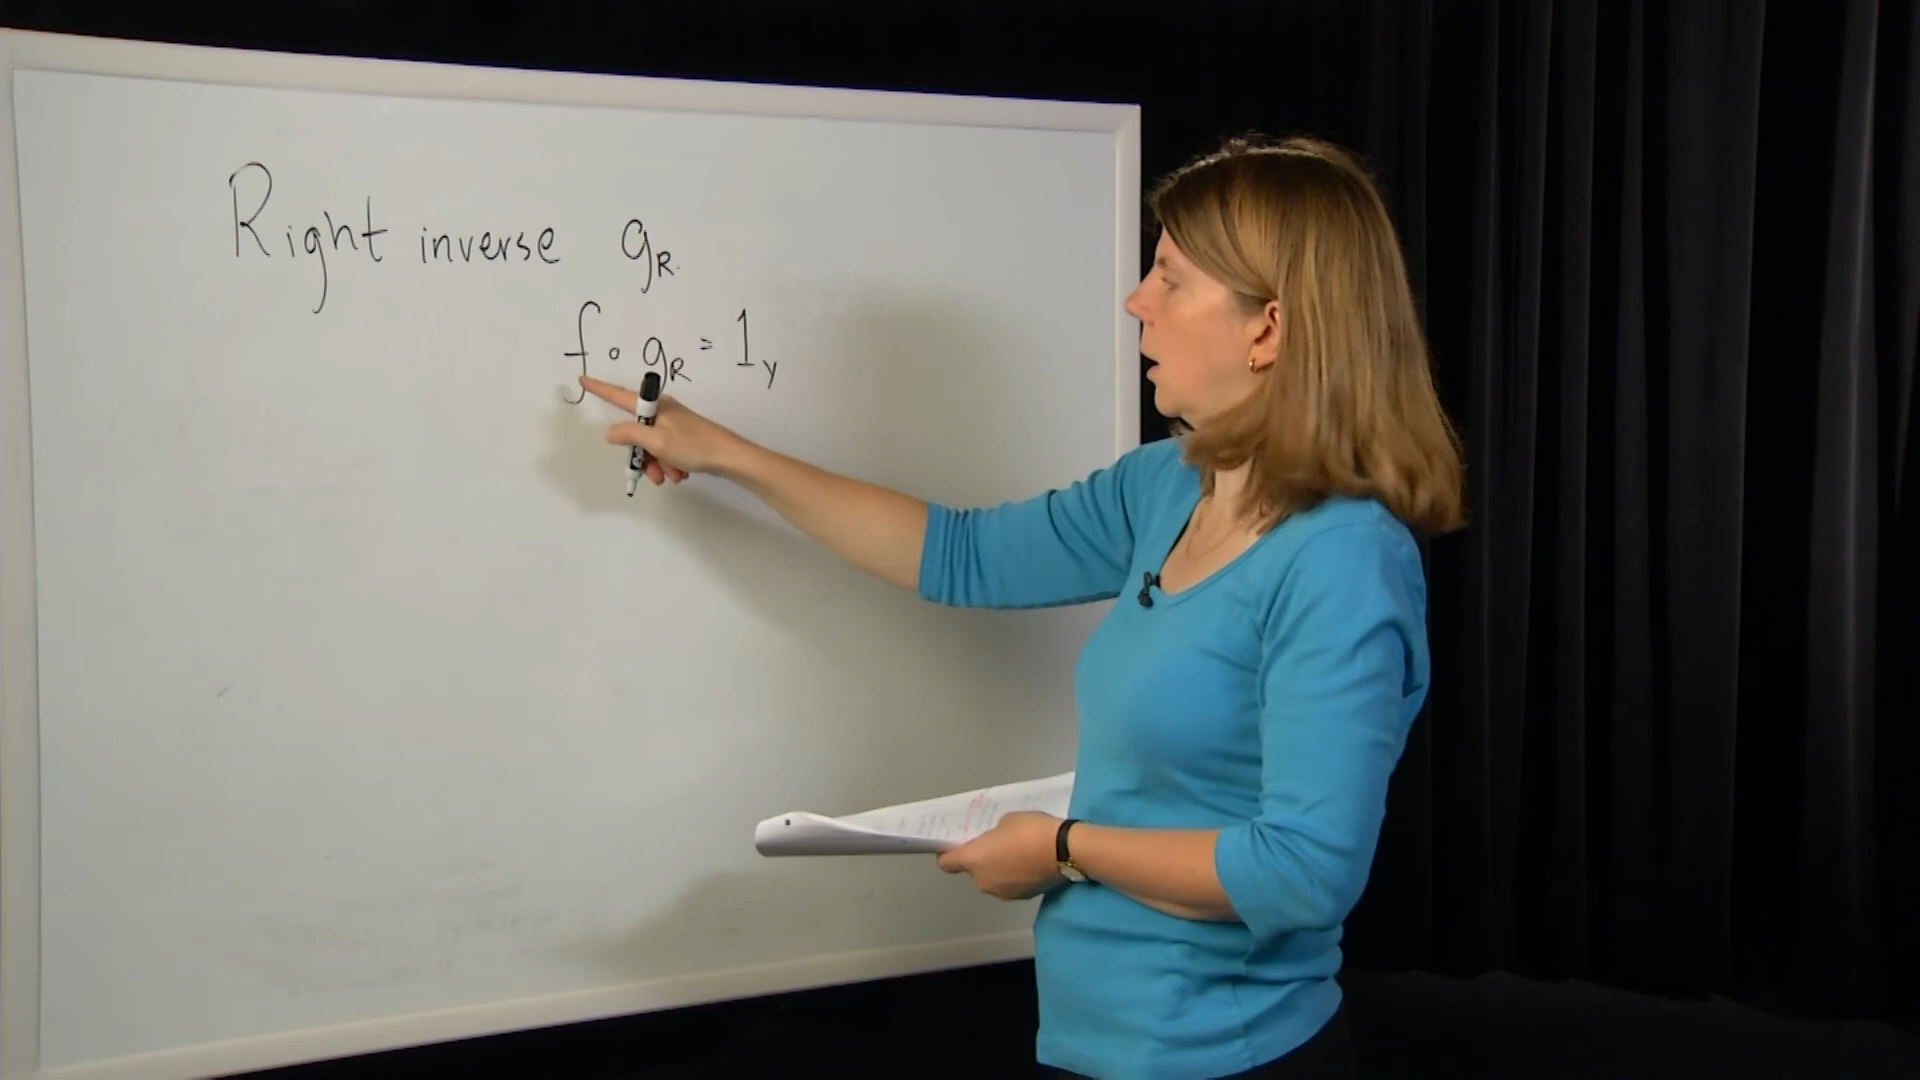 Right inverse g_R
f ∘ g_R = 1_Y